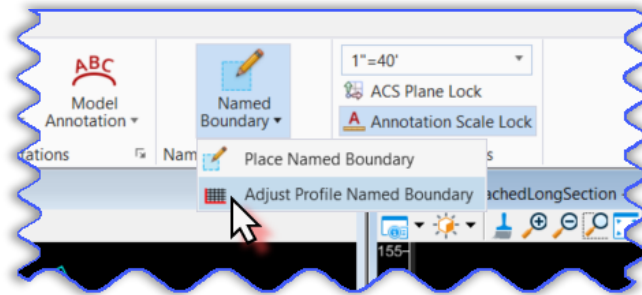 ABC
Model
Annotation
Named
Boundary
1"=40'
ACS Plane Lock
A Annotation Scale Lock
tations
Nam
s
Place Named Boundary
Adjust Profile Named Boundary
achedLongSection
155